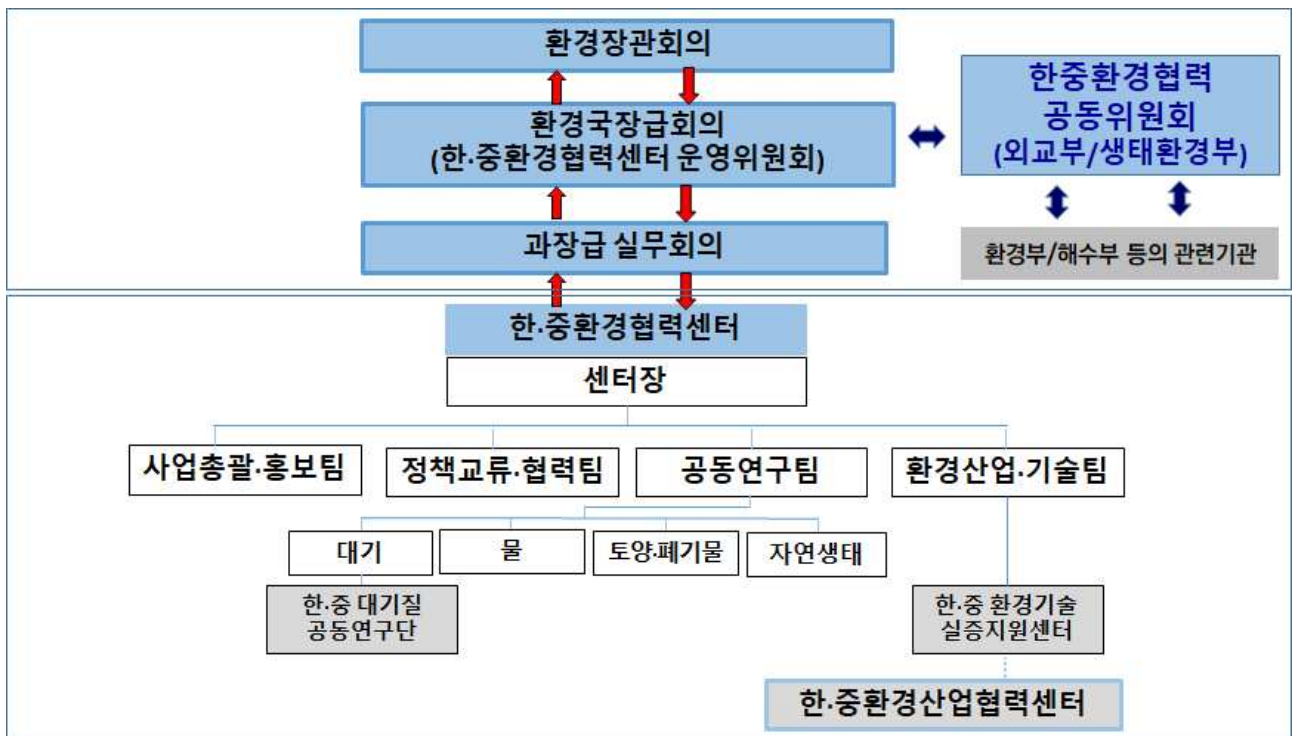 환경장관회의
환경국장급회의
(한·중환경협력센터 운영위원회)
과장급 실무회의
한중환경협력
공동위원회
(외교부/생태환경부)
환경부/해수부 등의 관련기관
한·중환경협력센터
센터장
사업총괄·홍보팀
정책교류·협력팀
공동연구팀
환경산업·기술팀
대기
물
토양·폐기물
자연생태
한·중 대기질
공동연구단
한·중 환경기술
실증지원센터
한·중환경산업협력센터